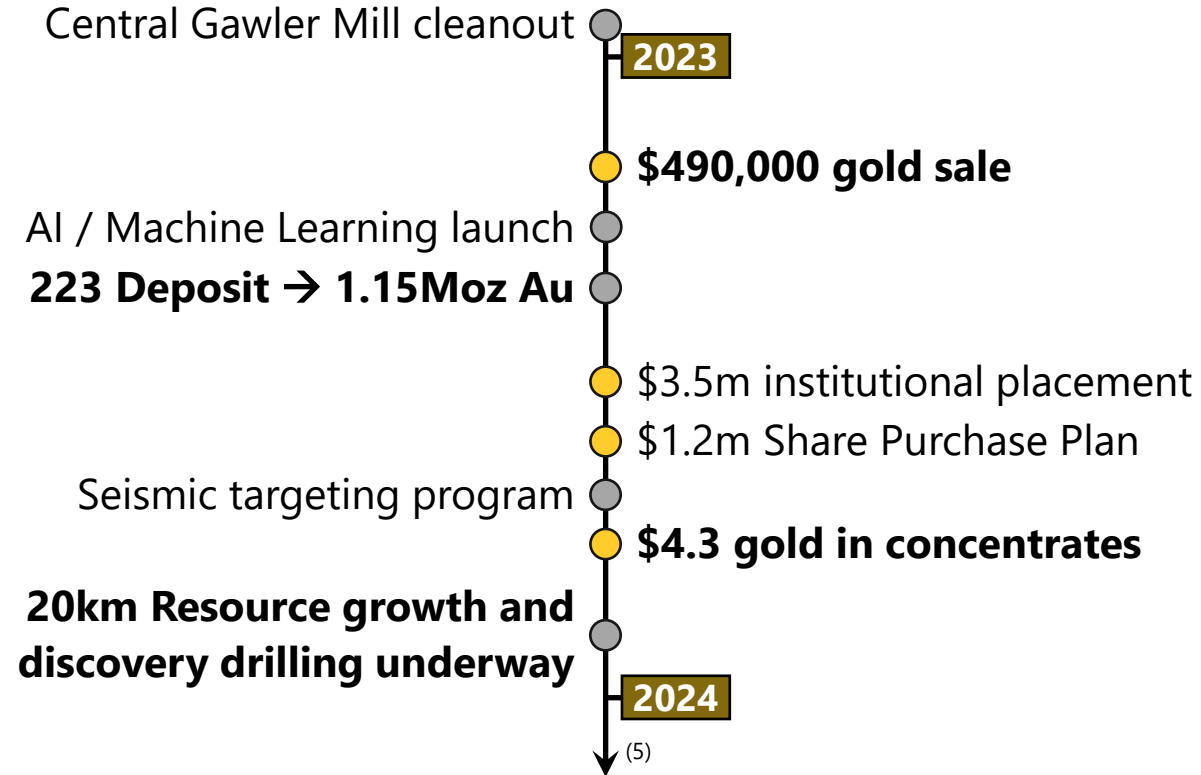 Central Gawler Mill cleanout
2023
$490,000 gold sale
AI / Machine Learning launch
223 Deposit → 1.15Moz Au
$3.5m institutional placement
$1.2m Share Purchase Plan
Seismic targeting program
$4.3 gold in concentrates
20km Resource growth and
discovery drilling underway
2024
(5)